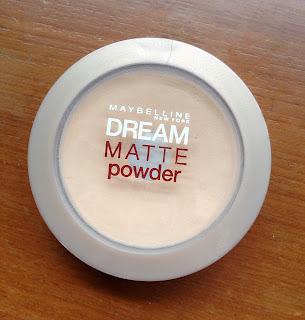 MAYBELLINE
NEW YORK
DREAM
MATTE
powder